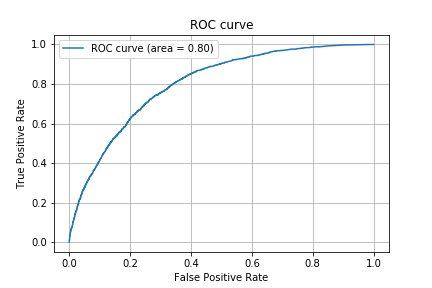 ROC curve
ROC curve (area = 0.80)
1.0
0.8
0.6
0.4
0.2
0.0
True Positive Rate
0.0 0.2 0.4 0.6 0.8 1.0
False Positive Rate